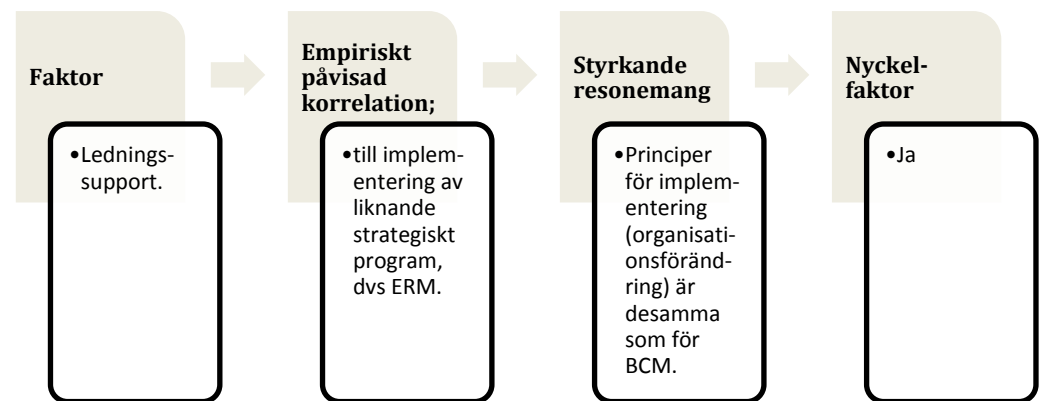 Faktor
•Lednings-
support.
Empiriskt
påvisad
korrelation;
•till implem-
entering av
liknande
strategiskt
program,
dvs ERM.
Styrkande
resonemang
•Principer
för implem-
entering
(organisati-
onsföränd-
ring) är
desamma
som för
BCM.
Nyckel-
faktor
•Ja